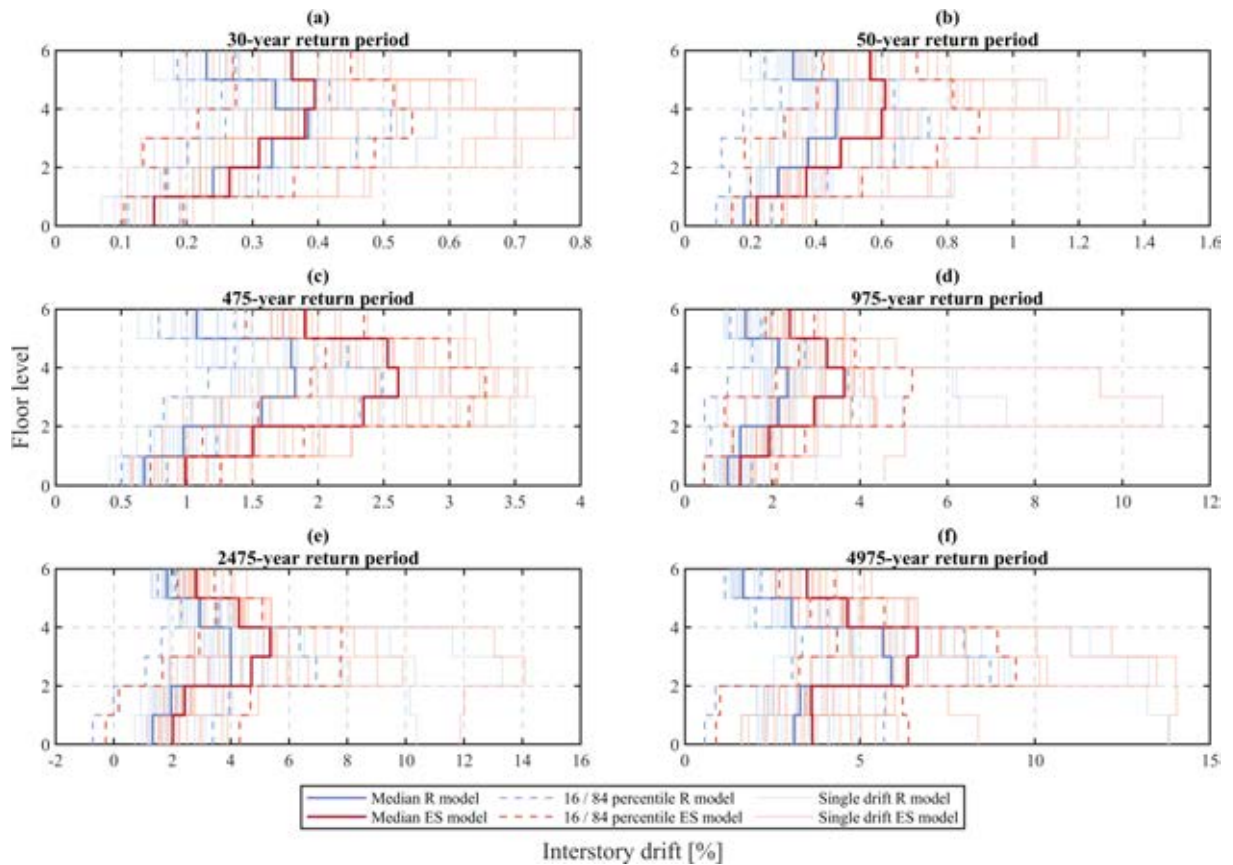 (a)
30-year return period
6
4
2
0
0 0.1 0.2 0.3 0.4 0.5 0.6 0.7 0.8
(b)
50-year return period
6
4
2
0
0 0.2 0.4 0.6 0.8 1 1.2 1.4 1.6
(c)
475-year return period
6
4
2
0
0 0.5 1 1.5 2 2.5 3 3.5 4
(d)
975-year return period
6
4
2
0
0 2 4 6 8 10 12
Floor level
(e)
2475-year return period
6
4
2
0
-2 0 2 4 6 8 10 12 14 16
(f)
4975-year return period
6
4
2
0
0 5 10 15
Median R model 16 / 84 percentile R model Single drift R model
Median ES model 16 / 84 percentile ES model Single drift ES model
Interstory drift [%]